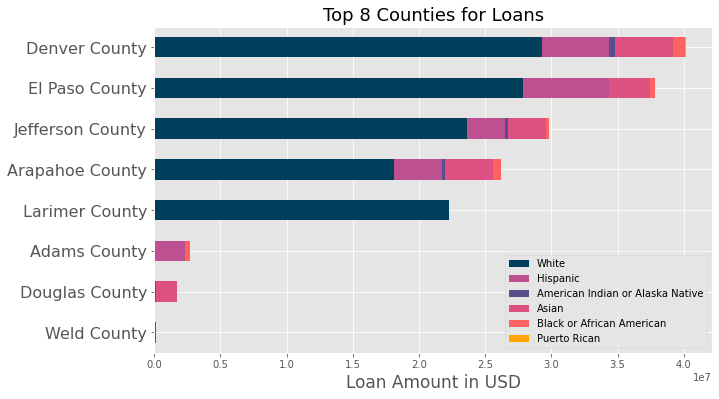 Top 8 Counties for Loans
Denver County
El Paso County
Jefferson County
Arapahoe County
Larimer County
Adams County
Douglas County
Weld County
White
Hispanic
American Indian or Alaska Native
Asian
Black or African American
Puerto Rican
0.0 0.5 1.0 1.5 2.0 2.5 3.0 3.5 4.0
1e7
Loan Amount in USD